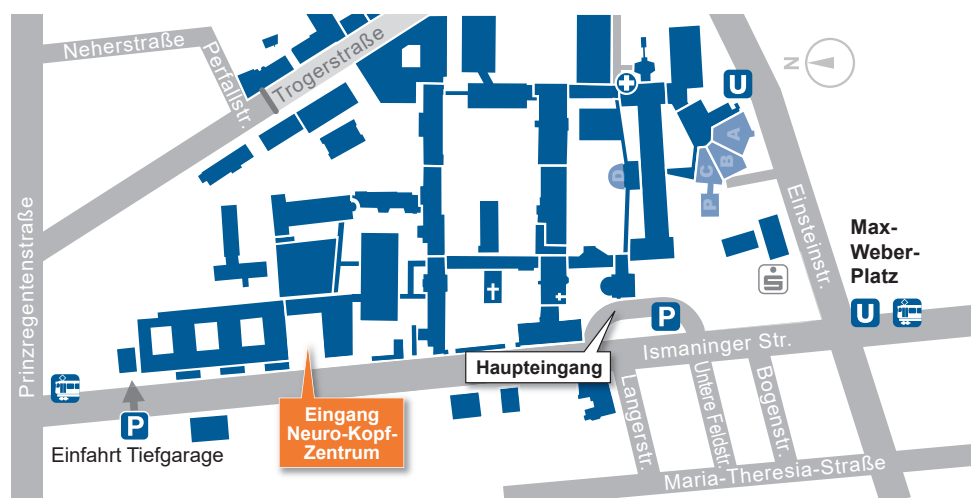 Neherstraße
Perfallstr.
Trogerstraße
N
U
A
B
C
P
D
Prinzregentenstraße
Einsteinstr.
Max-
Weber-
Platz
U
S
P
Ismaninger Str.
Haupteingang
Eingang
Neuro-Kopf-
Zentrum
P
Einfahrt Tiefgarage
Langerstr.
Untere Feldstr.
Bogenstr.
Maria-Theresia-Straße